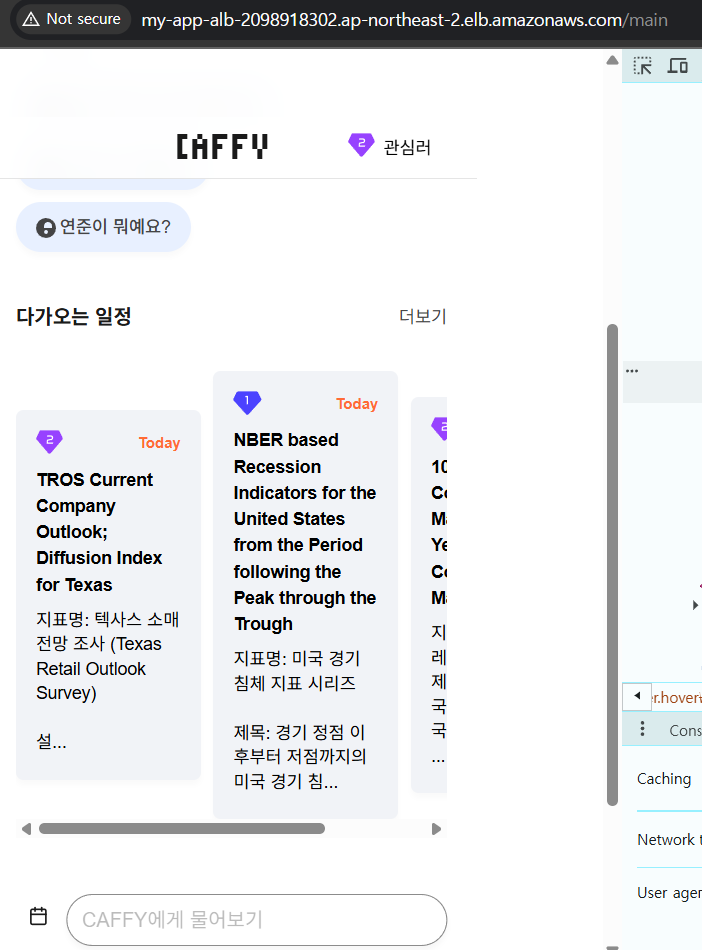 Not secure my-app-alb-2098918302.ap-northeast-2.elb.amazonaws.com/main
CAFFY
2 관심러
연준이 뭐예요?
다가오는 일정
더보기
2
Today
TROS Current
Company
Outlook;
Diffusion Index
for Texas
지표명: 텍사스 소매
전망 조사 (Texas
Retail Outlook
Survey)
설...
1
Today
NBER based
Recession
Indicators for the
United States
from the Period
following the
Peak through the
Trough
지표명: 미국 경기
침체 지표 시리즈
제목: 경기 정점 이
후부터 저점까지의
미국 경기 침...
2
10
Co
Ma
Ye
Co
Ma
지
레
제
국
국
...
CAFFY에게 물어보기
...
r.hover
Cons
Caching
Network t
User ager